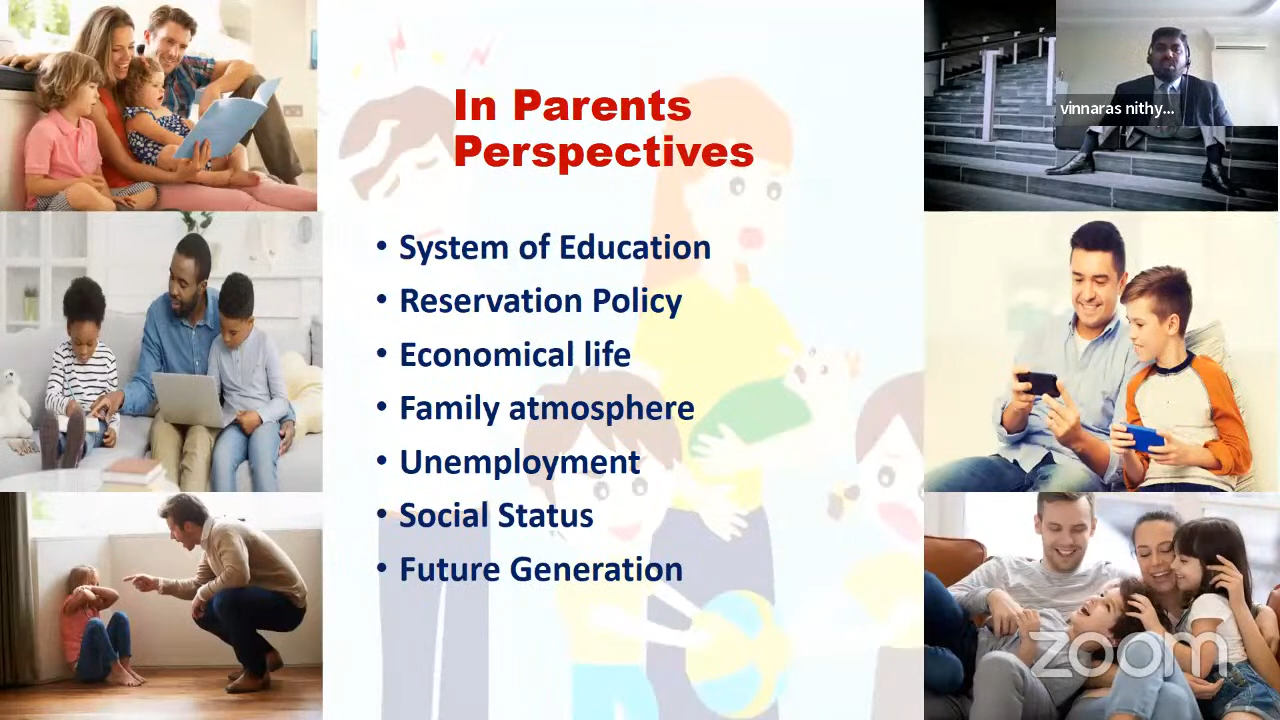 In Parents
Perspectives
vinnaras nithy...
• System of Education
• Reservation Policy
• Economical life
• Family atmosphere
• Unemployment
• Social Status
• Future Generation
zoom